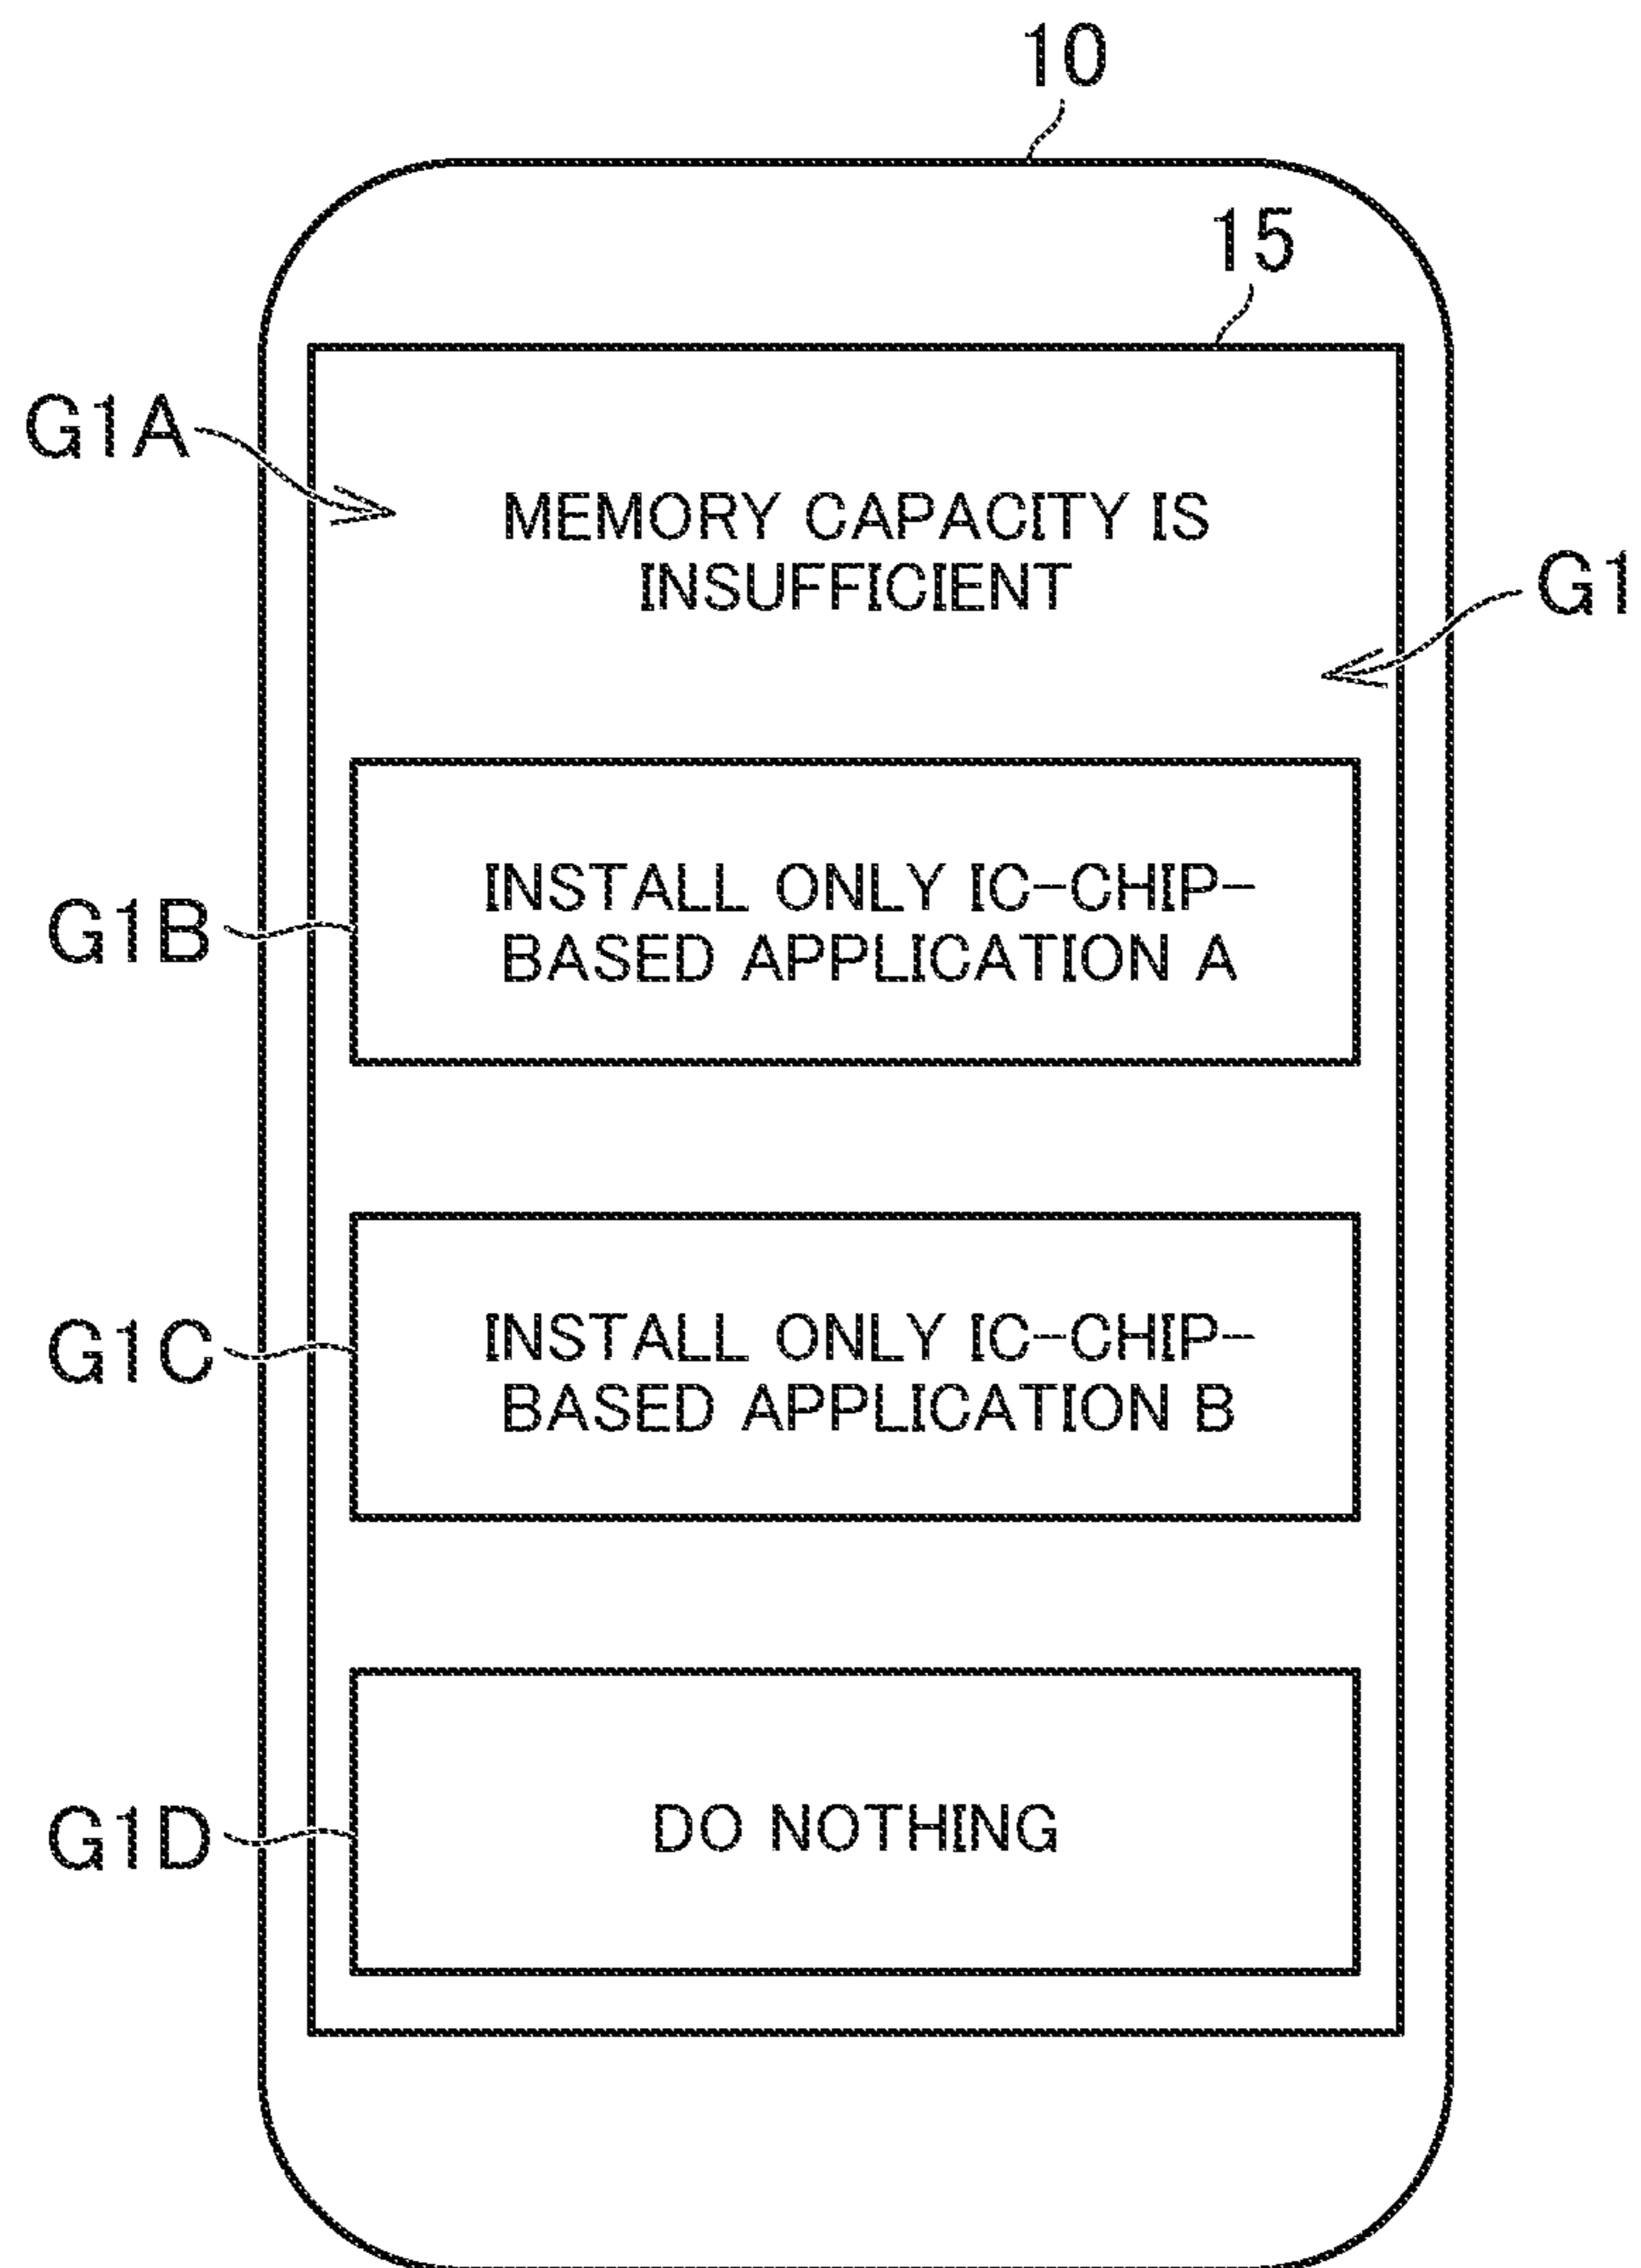 10
15
G1A
MEMORY CAPACITY IS
INSUFFICIENT
G1
G1B
INSTALL ONLY IC-CHIP-
BASED APPLICATION A
G1C
INSTALL ONLY IC-CHIP-
BASED APPLICATION B
G1D
DO NOTHING